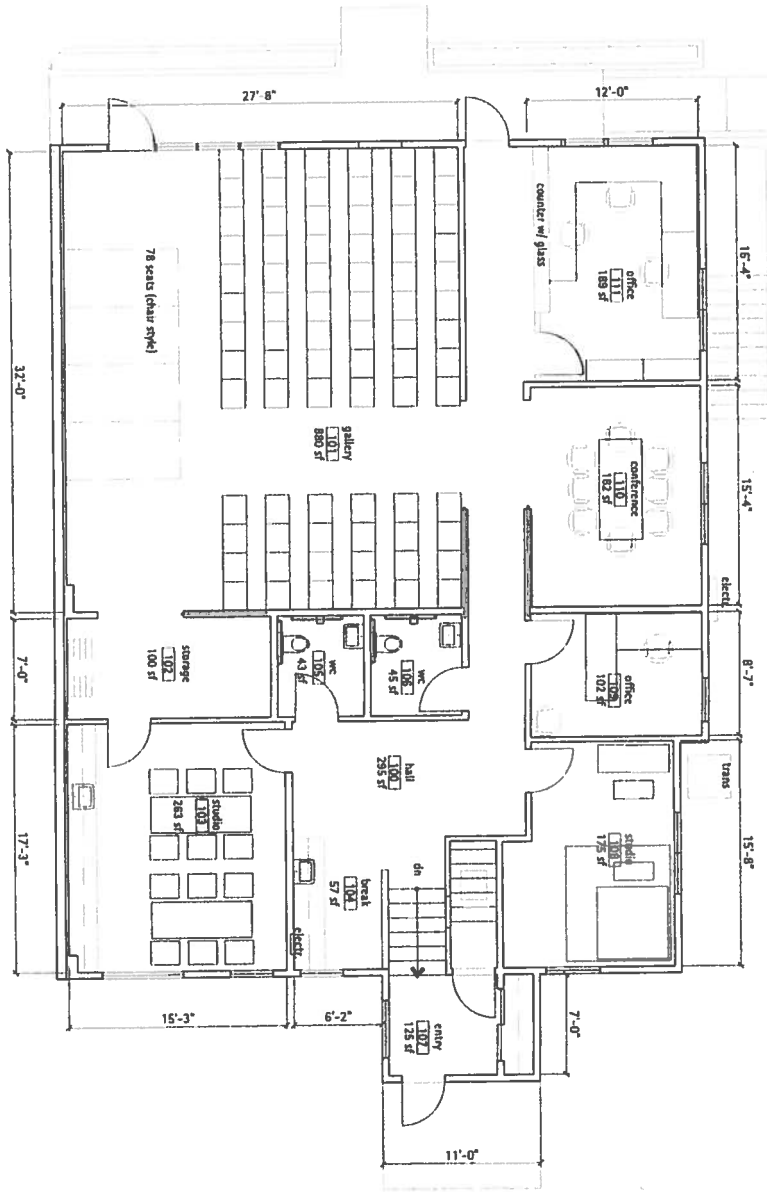 27'-8"
12'-0"
counter w/ glass
office
111
189 sf
16'-4"
78 seats (chair style)
32'-0"
gallery
101
880 sf
conference
110
182 sf
15'-4"
electr.
storage
102
100 sf
7'-0"
wc
105
43 sf
wc
106
45 sf
office
109
102 sf
8'-7"
hall
100
295 sf
trans
studio
103
263 sf
17'-3"
studio
108
175 sf
15'-8"
dn
break
104
57 sf
electr.
15'-3"
6'-2"
entry
107
125 sf
7'-0"
11'-0"